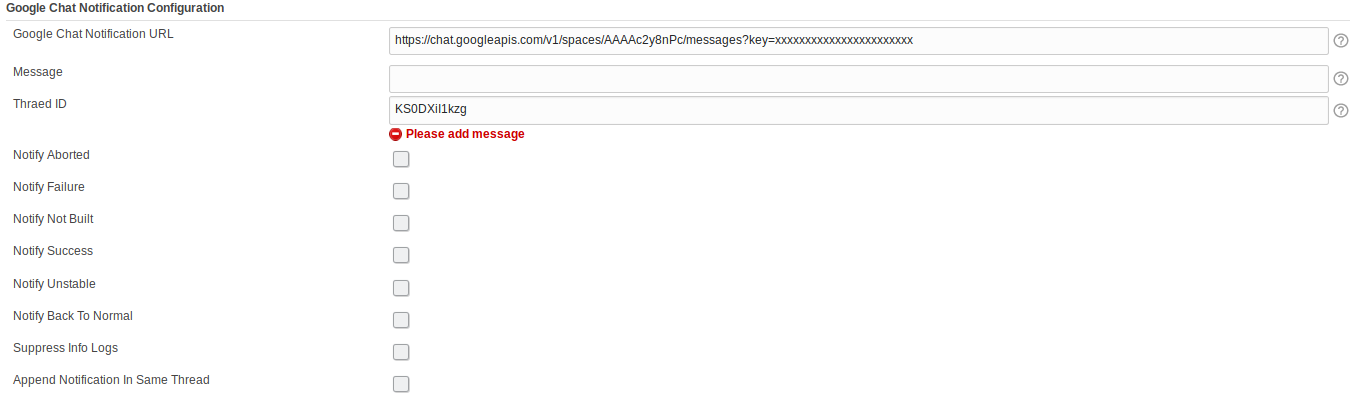 Google Chat Notification Configuration
Google Chat Notification URL
https://chat.googleapis.com/v1/spaces/AAAAc2y8nPc/messages?key=xxxxxxxxxxxxxxxxxxxxxxx
Message
Thraed ID
KS0DXiI1kzg
Please add message
Notify Aborted
Notify Failure
Notify Not Built
Notify Success
Notify Unstable
Notify Back To Normal
Suppress Info Logs
Append Notification In Same Thread